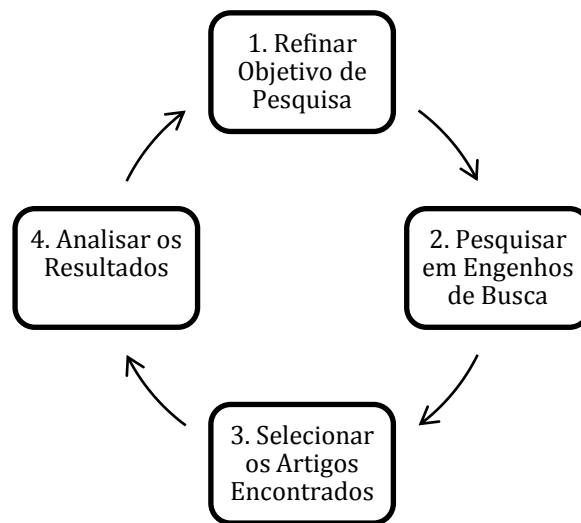 1. Refinar
Objetivo de
Pesquisa
2. Pesquisar
em Engenhos
de Busca
3. Selecionar
os Artigos
Encontrados
4. Analisar os
Resultados